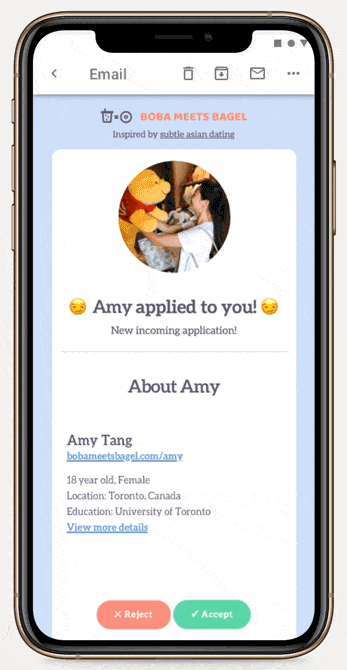 Email
BOBA MEETS BAGEL
Inspired by subtle asian dating
😏 Amy applied to you! 😏
New incoming application!
About Amy
Amy Tang
bobameetsbagel.com/amy
18 year old, Female
Location: Toronto, Canada
Education: University of Toronto
View more details
✕ Reject
✓ Accept